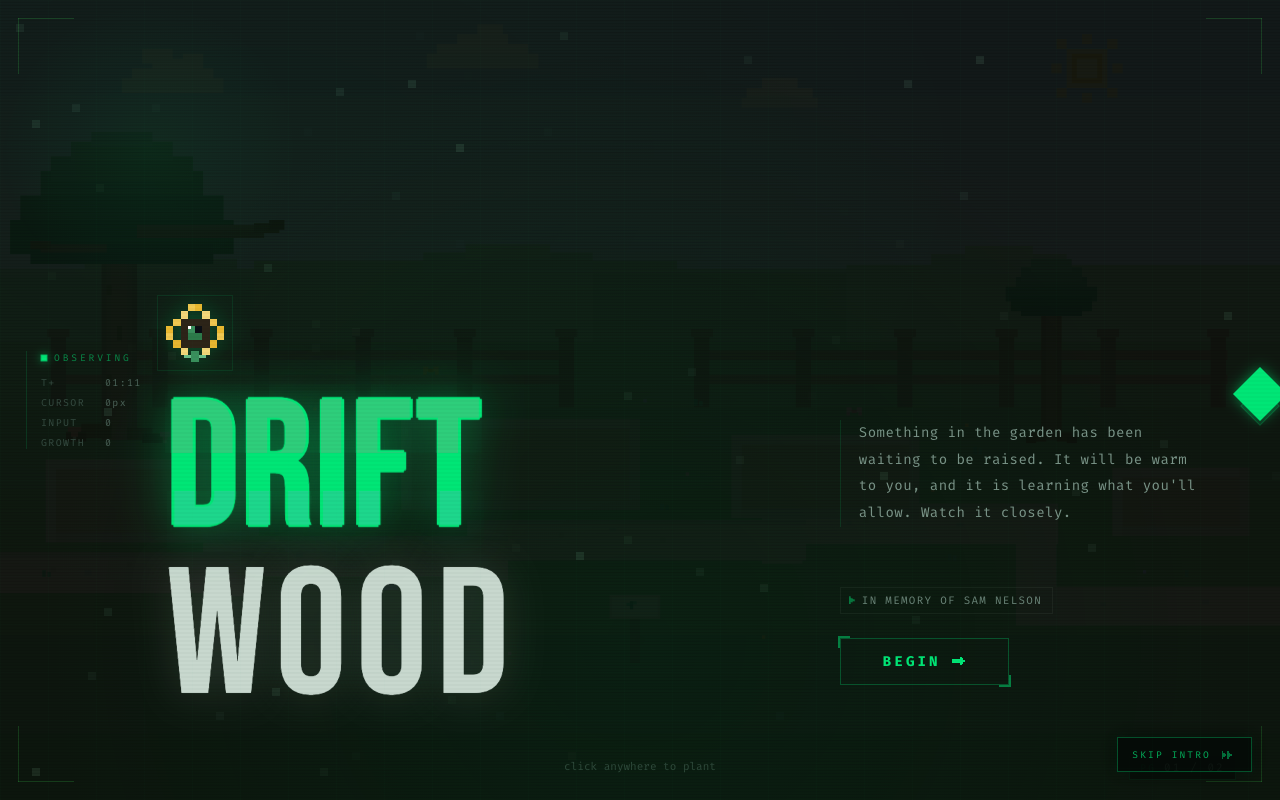 OBSERVING
T+ 01:11
CURSOR 0px
INPUT 0
GROWTH 0
DRIFT
WOOD
Something in the garden has been
waiting to be raised. It will be warm
to you, and it is learning what you'll
allow. Watch it closely.
IN MEMORY OF SAM NELSON
BEGIN
SKIP INTRO
click anywhere to plant